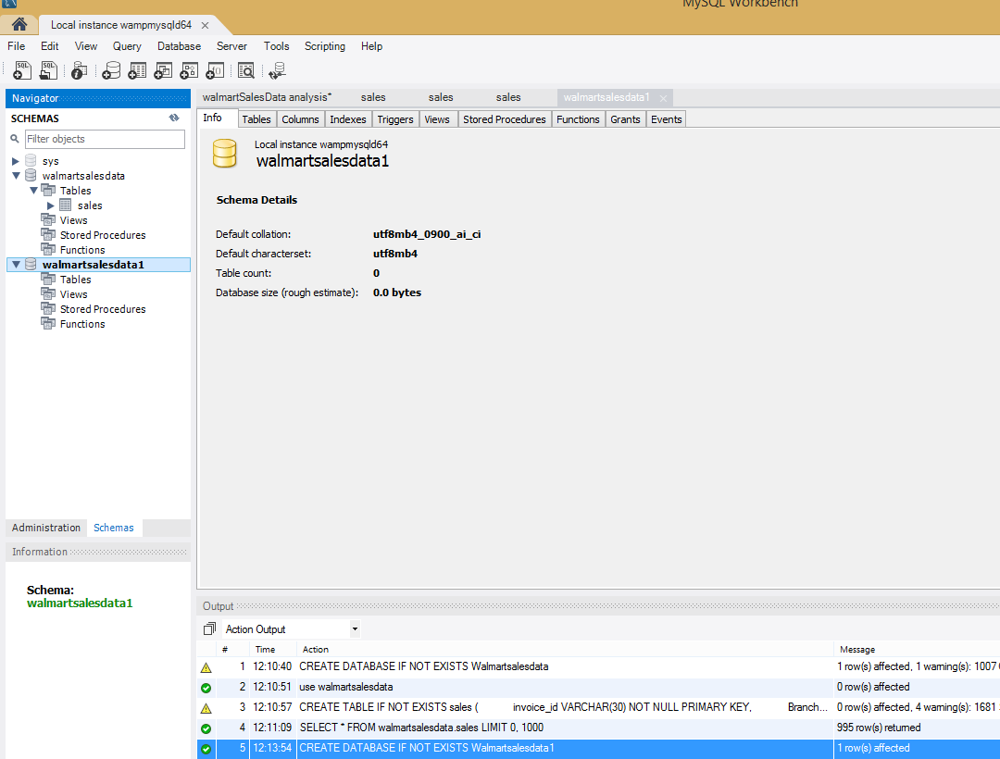 MySQL Workbench
Local instance wampmysqld64
File Edit View Query Database Server Tools Scripting Help
Navigator
SCHEMAS
Filter objects
sys
walmartsalesdata
Tables
sales
Views
Stored Procedures
Functions
walmartsalesdata1
Tables
Views
Stored Procedures
Functions
Administration Schemas
Information
Schema:
walmartsalesdata1
walmartSalesData analysis* sales sales sales walmartsalesdata1
Info Tables Columns Indexes Triggers Views Stored Procedures Functions Grants Events
Local instance wampmysqld64
walmartsalesdata1
Schema Details
Default collation: utf8mb4_0900_ai_ci
Default characterset: utf8mb4
Table count: 0
Database size (rough estimate): 0.0 bytes
Output
Action Output
# Time Action Message
1 12:10:40 CREATE DATABASE IF NOT EXISTS Walmartsalesdata 1 row(s) affected, 1 warning(s): 1007
2 12:10:51 use walmartsalesdata 0 row(s) affected
3 12:10:57 CREATE TABLE IF NOT EXISTS sales ( invoice_id VARCHAR(30) NOT NULL PRIMARY KEY, Branch... 0 row(s) affected, 4 warning(s): 1681
4 12:11:09 SELECT * FROM walmartsalesdata.sales LIMIT 0, 1000 995 row(s) returned
5 12:13:54 CREATE DATABASE IF NOT EXISTS Walmartsalesdata1 1 row(s) affected